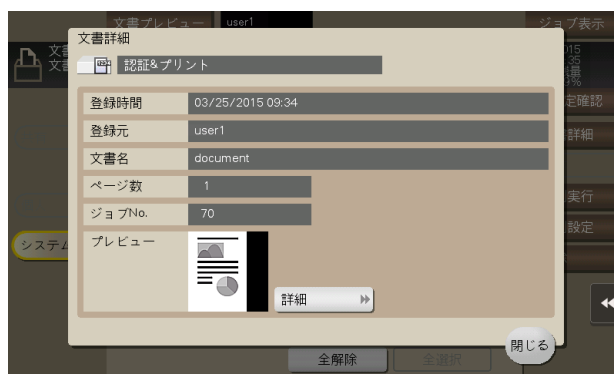 文書プレビュー user1
ジョブ表示
文書詳細
認証&プリント
登録時間 03/25/2015 09:34
登録元 user1
文書名 document
ページ数 1
ジョブNo. 70
プレビュー
詳細
閉じる
システム
定確認
詳細
実行
設定
全解除 全選択